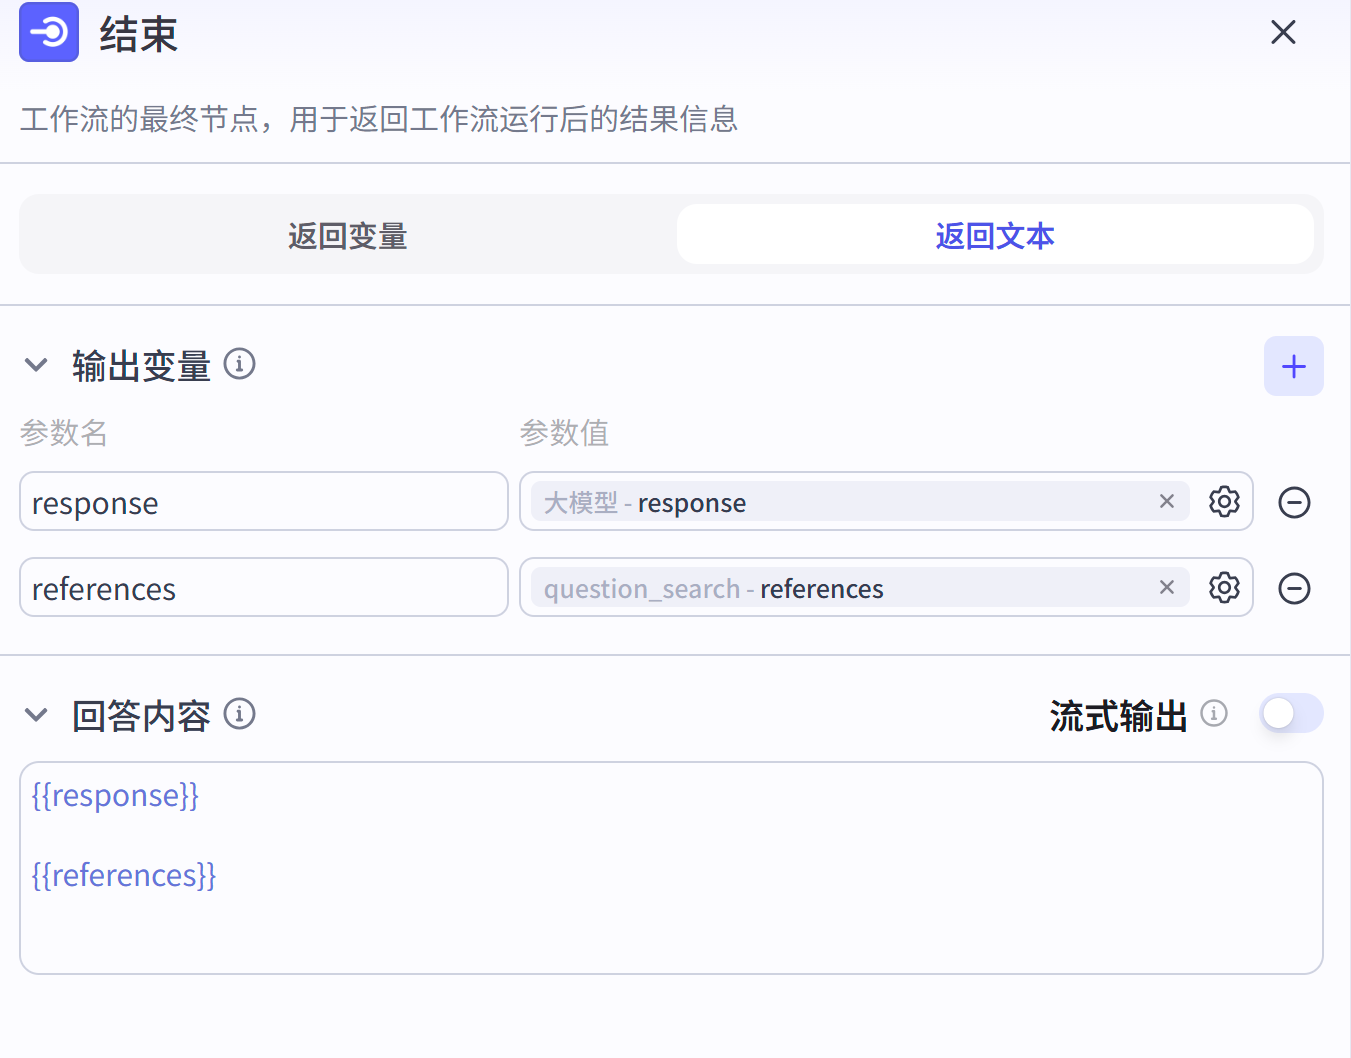 结束
工作流的最终节点，用于返回工作流运行后的结果信息
返回变量 返回文本
输出变量
参数名 参数值
response 大模型 - response
references question_search - references
回答内容 流式输出
{{response}}
{{references}}